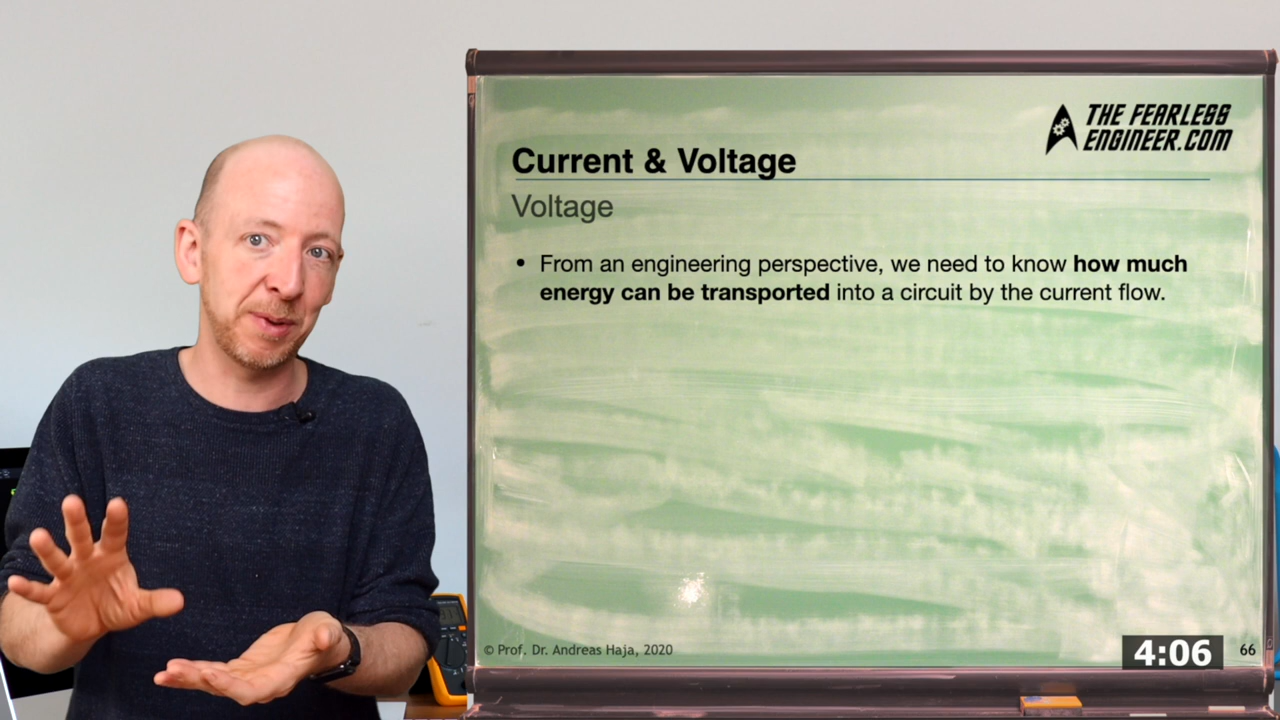 THE FEARLESS
ENGINEER.COM
Current & Voltage
Voltage
• From an engineering perspective, we need to know how much
energy can be transported into a circuit by the current flow.
© Prof. Dr. Andreas Haja, 2020
4:06
66